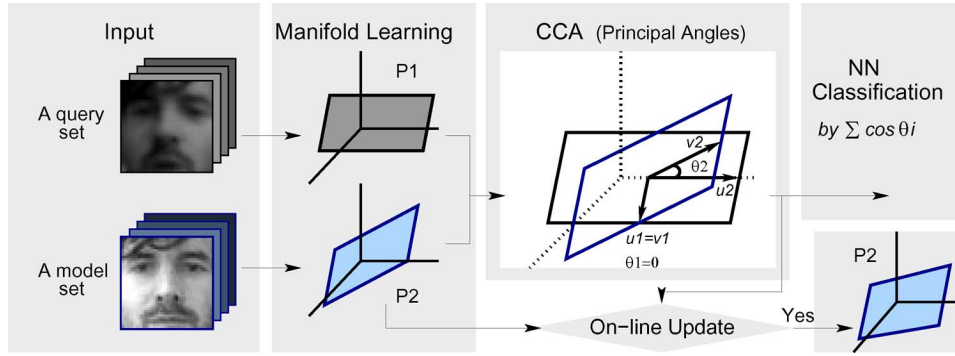 Input
A query
set
A model
set
Manifold Learning
P1
P2
CCA (Principal Angles)
v2
θ2
u2
u1=v1
θ1=0
NN
Classification
by ∑ cos θi
On−line Update
Yes
P2